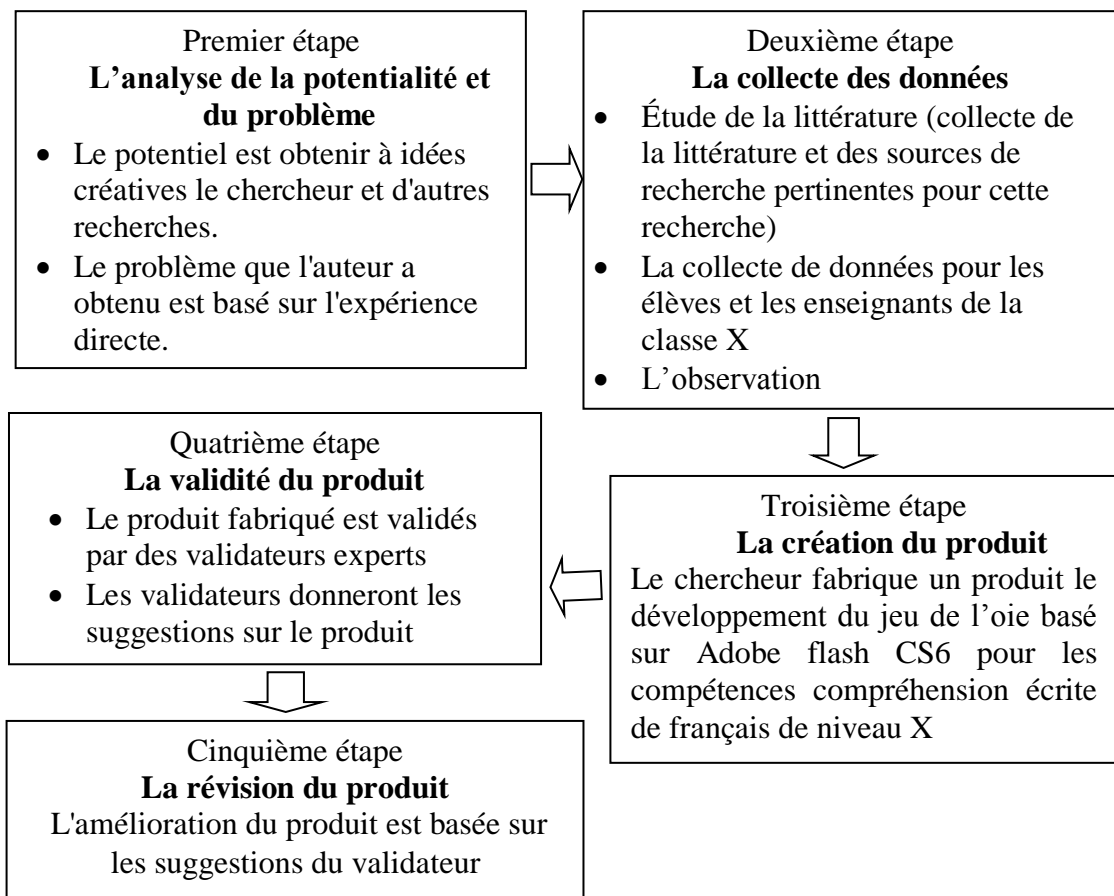 Premier étape
L’analyse de la potentialité et
du problème
• Le potentiel est obtenir à idées
créatives le chercheur et d'autres
recherches.
• Le problème que l'auteur a
obtenu est basé sur l'expérience
directe.
Deuxième étape
La collecte des données
• Étude de la littérature (collecte de
la littérature et des sources de
recherche pertinentes pour cette
recherche)
• La collecte de données pour les
élèves et les enseignants de la
classe X
• L’observation
Troisième étape
La création du produit
Le chercheur fabrique un produit le
développement du jeu de l’oie basé
sur Adobe flash CS6 pour les
compétences compréhension écrite
de français de niveau X
Quatrième étape
La validité du produit
• Le produit fabriqué est validés
par des validateurs experts
• Les validateurs donneront les
suggestions sur le produit
Cinquième étape
La révision du produit
L'amélioration du produit est basée sur
les suggestions du validateur